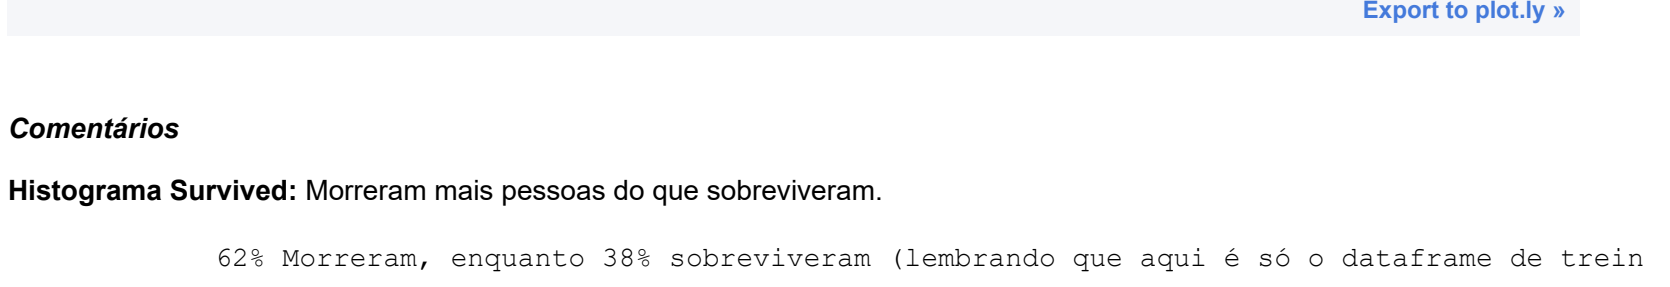 Export to plot.ly »
Comentários
Histograma Survived: Morreram mais pessoas do que sobreviveram.
62% Morreram, enquanto 38% sobreviveram (lembrando que aqui é só o dataframe de trein